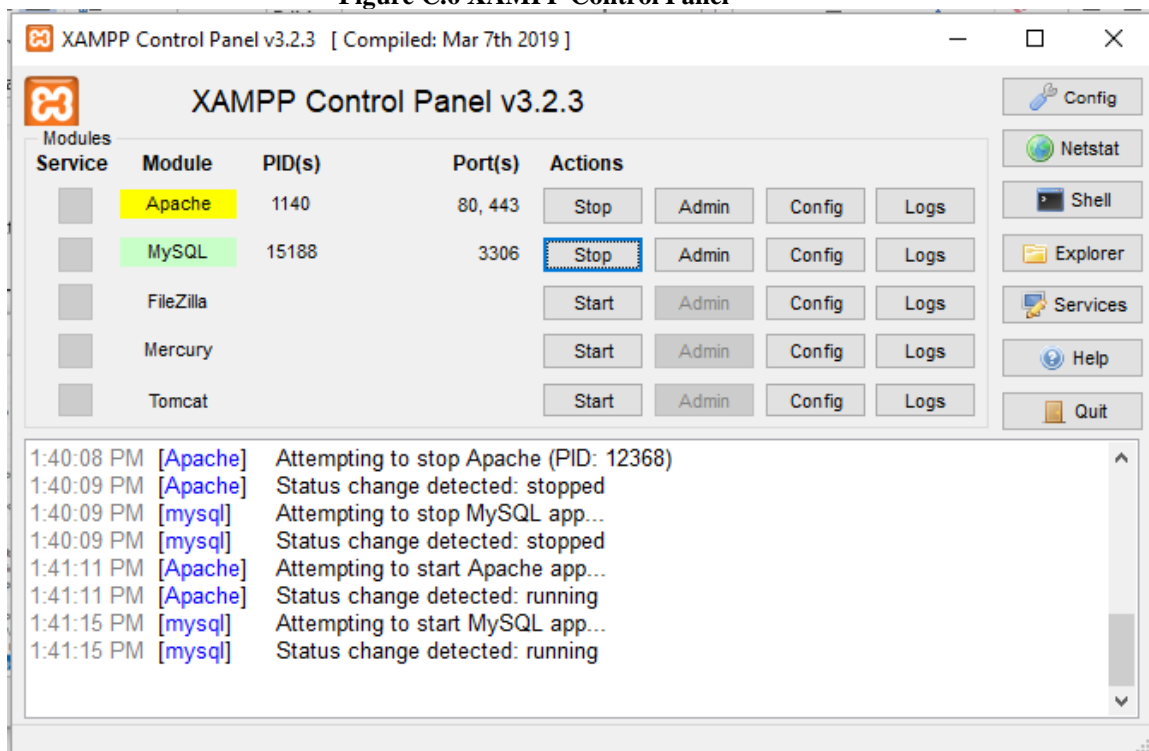 Figure C.6 XAMPP Control Panel
XAMPP Control Panel v3.2.3 [ Compiled: Mar 7th 2019 ]
XAMPP Control Panel v3.2.3
Config
Modules
Netstat
Service Module PID(s) Port(s) Actions
Apache 1140 80, 443 Stop Admin Config Logs
Shell
MySQL 15188 3306 Stop Admin Config Logs
Explorer
FileZilla Start Admin Config Logs
Services
Mercury Start Admin Config Logs
Help
Tomcat Start Admin Config Logs
Quit
1:40:08 PM [Apache] Attempting to stop Apache (PID: 12368)
1:40:09 PM [Apache] Status change detected: stopped
1:40:09 PM [mysql] Attempting to stop MySQL app...
1:40:09 PM [mysql] Status change detected: stopped
1:41:11 PM [Apache] Attempting to start Apache app...
1:41:11 PM [Apache] Status change detected: running
1:41:15 PM [mysql] Attempting to start MySQL app...
1:41:15 PM [mysql] Status change detected: running